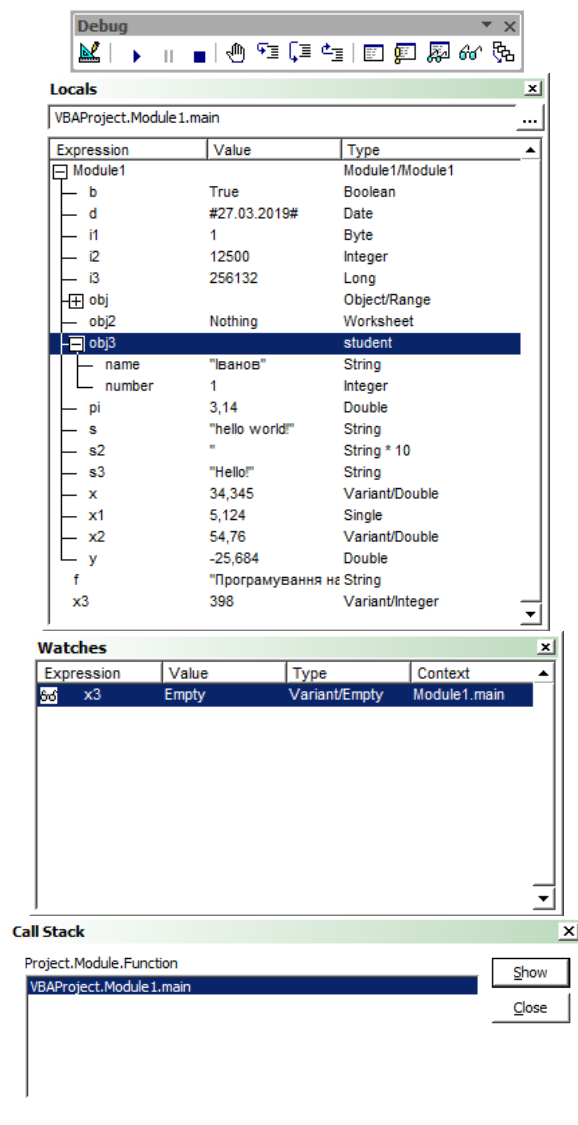 Debug
Locals
VBAProject.Module1.main
...
Expression Value Type
Module1 Module1/Module1
b True Boolean
d #27.03.2019# Date
i1 1 Byte
i2 12500 Integer
i3 256132 Long
obj Object/Range
obj2 Nothing Worksheet
obj3 student
name "Іванов" String
number 1 Integer
pi 3,14 Double
s "hello world!" String
s2 " String * 10
s3 "Hello!" String
x 34,345 Variant/Double
x1 5,124 Single
x2 54,76 Variant/Double
y -25,684 Double
f "Програмування на String
x3 398 Variant/Integer
Watches
Expression Value Type Context
x3 Empty Variant/Empty Module1.main
Call Stack
Project.Module.Function
Show
VBAProject.Module1.main
Close